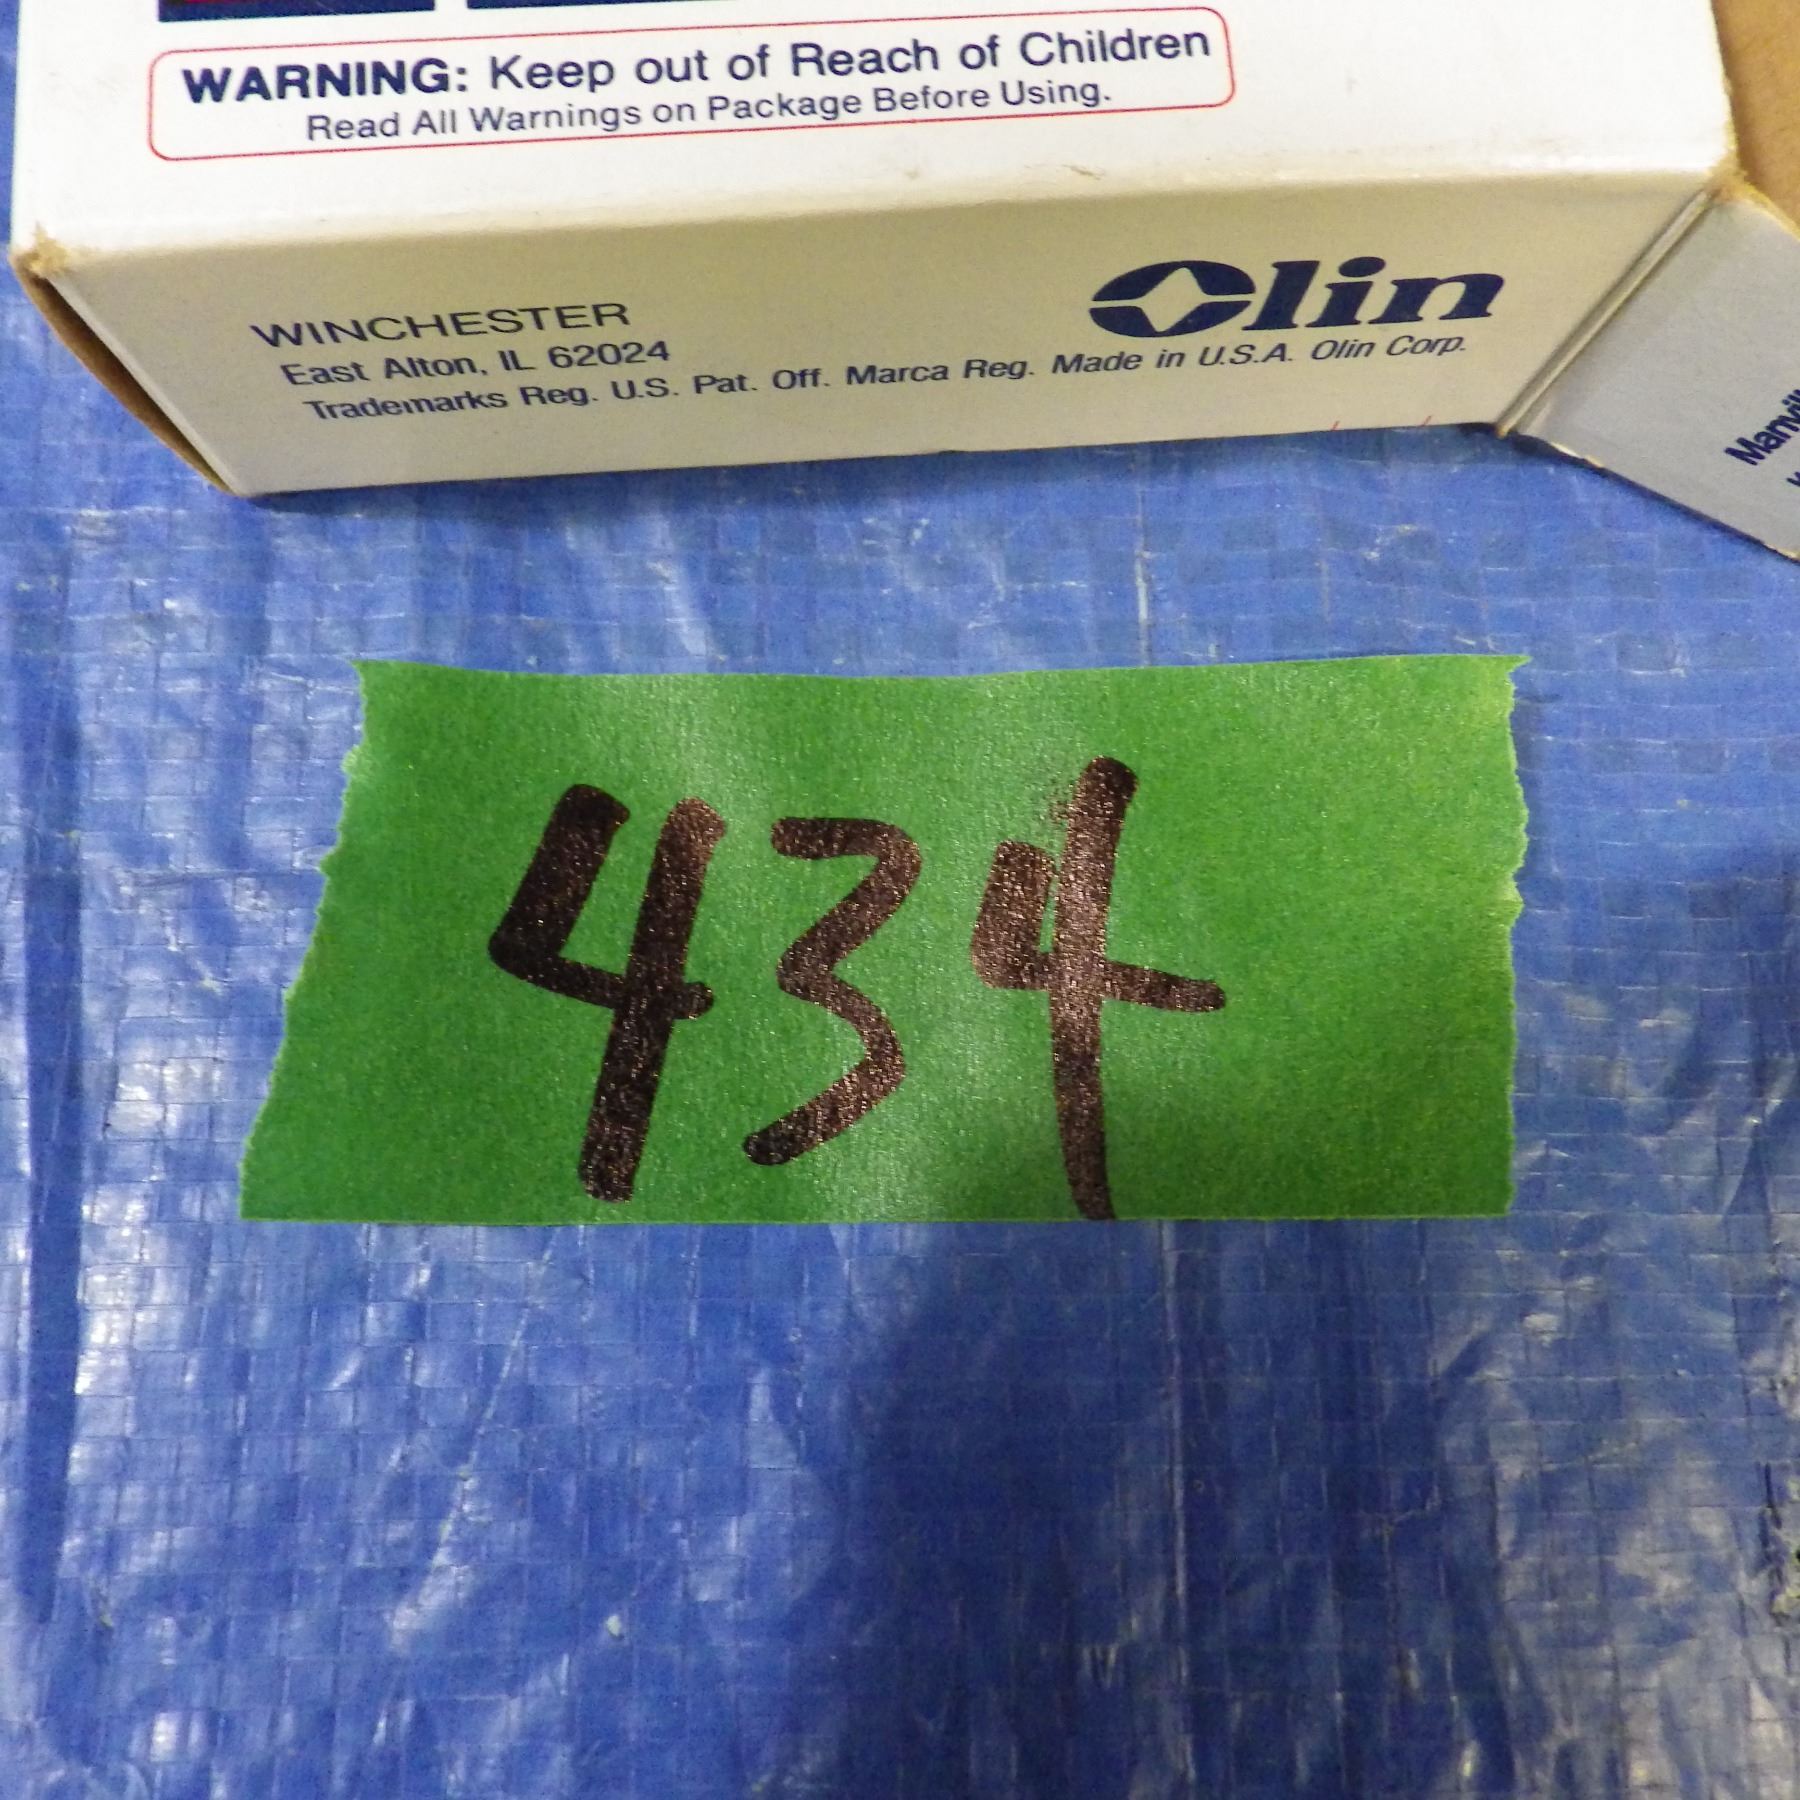 WARNING: Keep out of Reach of Children
Read All Warnings on Package Before Using.
WINCHESTER
East Alton, IL 62024
Trademarks Reg. U.S. Pat. Off. Marca Reg. Made in U.S.A. Olin Corp.
Olin
434